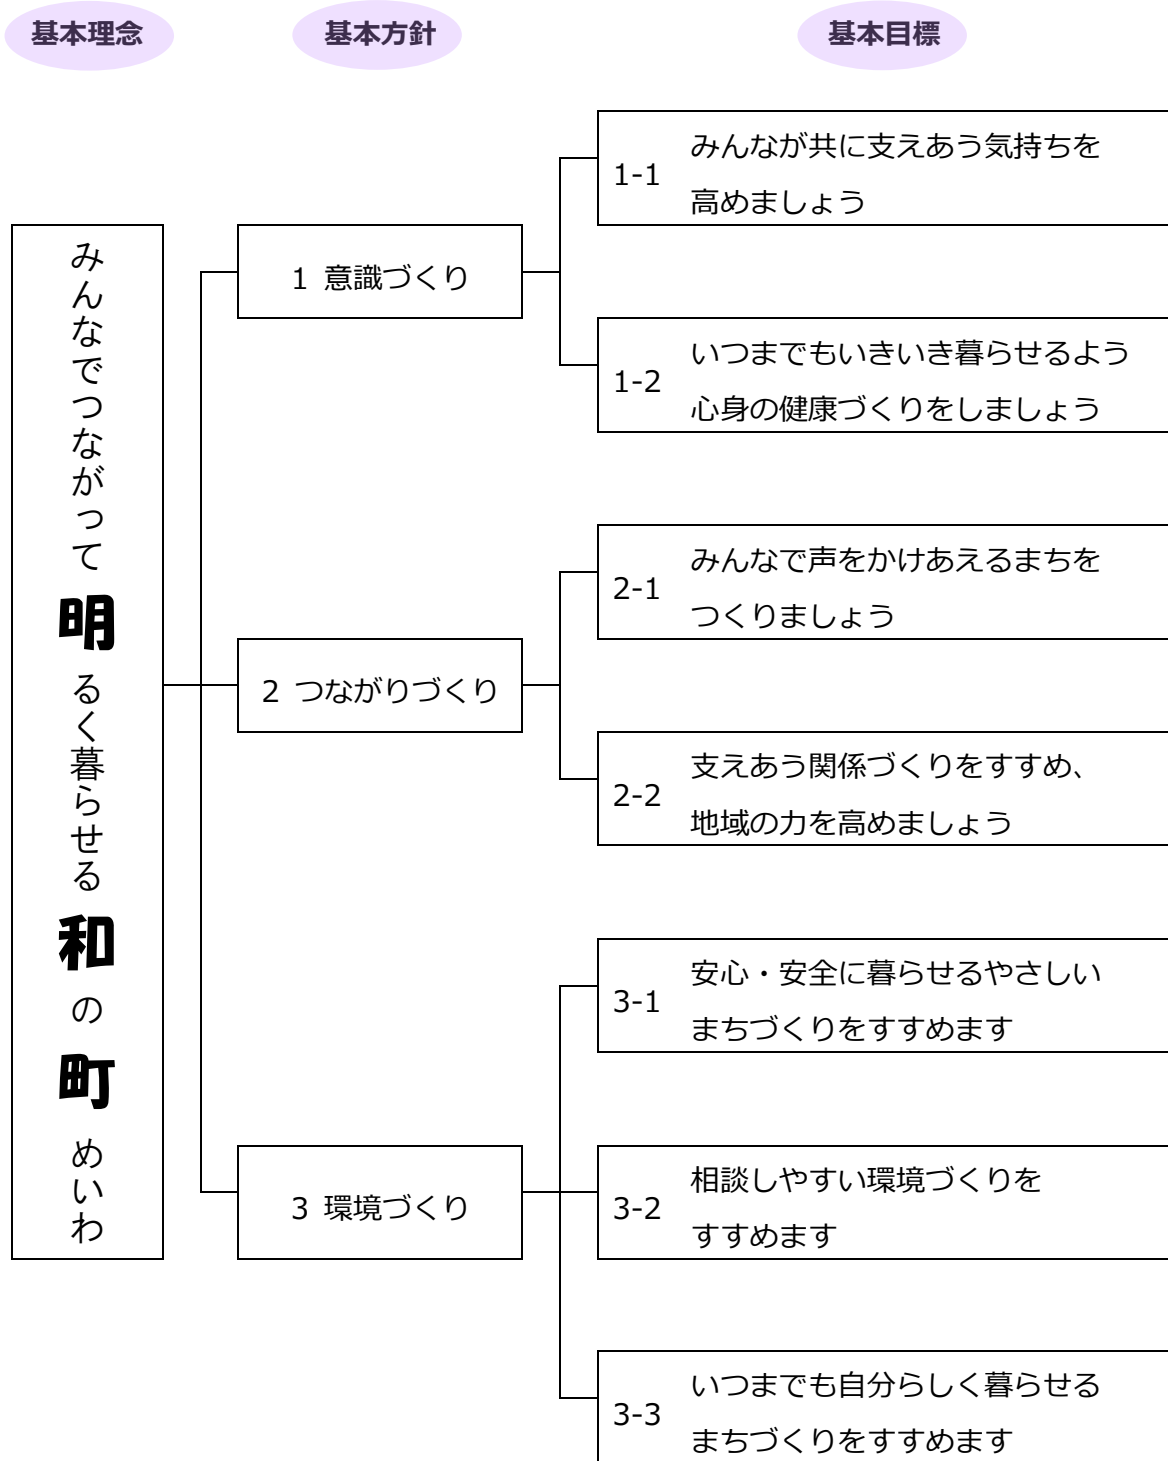 基本理念
基本方針
基本目標
みんなでつながって明るく暮らせる和の町めいわ
1 意識づくり
1-1
みんなが共に支えあう気持ちを
高めましょう
1-2
いつまでもいきいき暮らせるよう
心身の健康づくりをしましょう
2 つながりづくり
2-1
みんなで声をかけあえるまちを
つくりましょう
2-2
支えあう関係づくりをすすめ、
地域の力を高めましょう
3 環境づくり
3-1
安心・安全に暮らせるやさしい
まちづくりをすすめます
3-2
相談しやすい環境づくりを
すすめます
3-3
いつまでも自分らしく暮らせる
まちづくりをすすめます